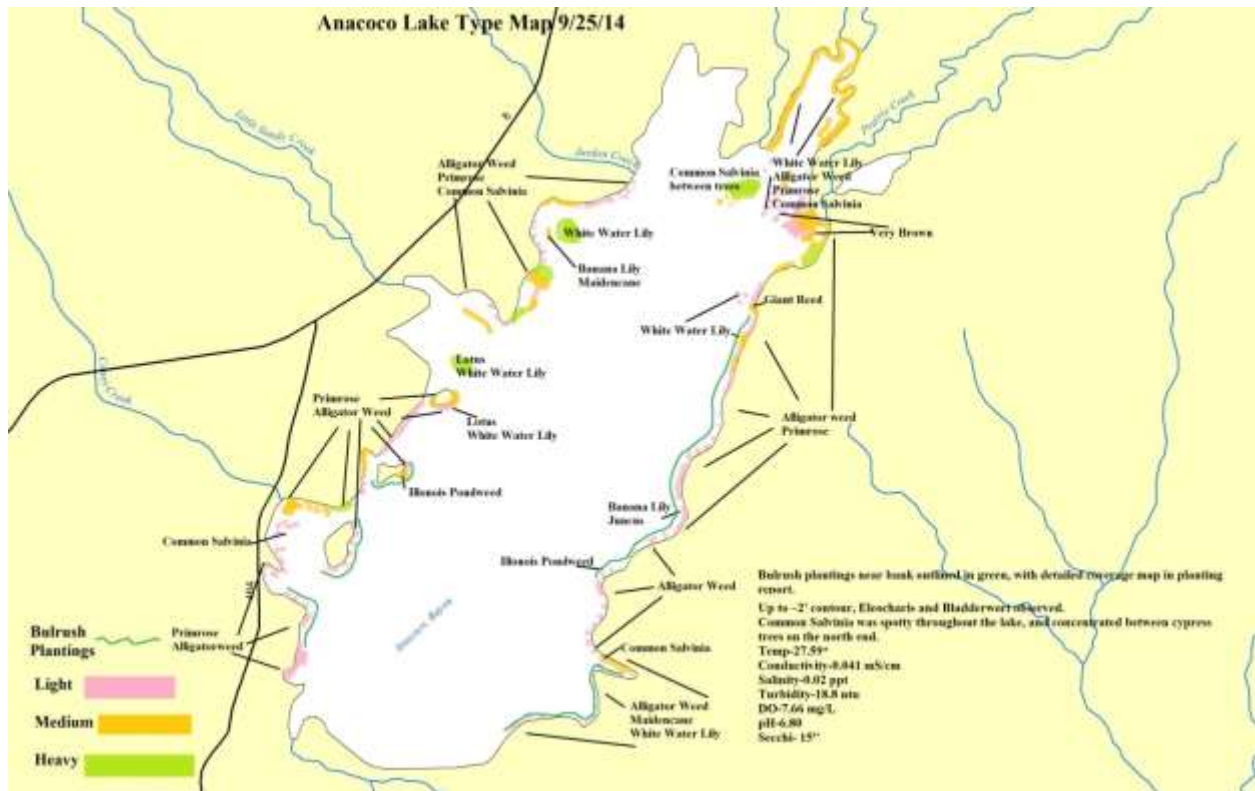 Anacoco Lake Type Map 9/25/14
Little Sandy Creek
Prairie Creek
Alligator Weed
Primrose
Common Salvinia
Common Salvinia
between trees
White Water Lily
Alligator Weed
Primrose
Common Salvinia
White Water Lily
Very Brown
Banana Lily
Maidencane
Giant Reed
White Water Lily
Lotus
White Water Lily
Creek
Primrose
Alligator Weed
Lotus
White Water Lily
Alligator weed
Primrose
Illonois Pondweed
Banana Lily
Juncus
Common Salvinia
Illonois Pondweed
Alligator Weed
Bulrush plantings near bank outlined in green, with detailed coverage map in planting
report.
Up to ~2' contour, Eleocharis and Bladderwort observed.
Common Salvinia was spotty throughout the lake, and concentrated between cypress
trees on the north end.
Temp-27.59°
Conductivity-0.041 mS/cm
Salinity-0.02 ppt
Turbidity-18.8 ntu
DO-7.66 mg/L
pH-6.80
Secchi- 15"
Primrose
Alligatorweed
Common Salvinia
Alligator Weed
Maidencane
White Water Lily
Bulrush
Plantings
Light
Medium
Heavy